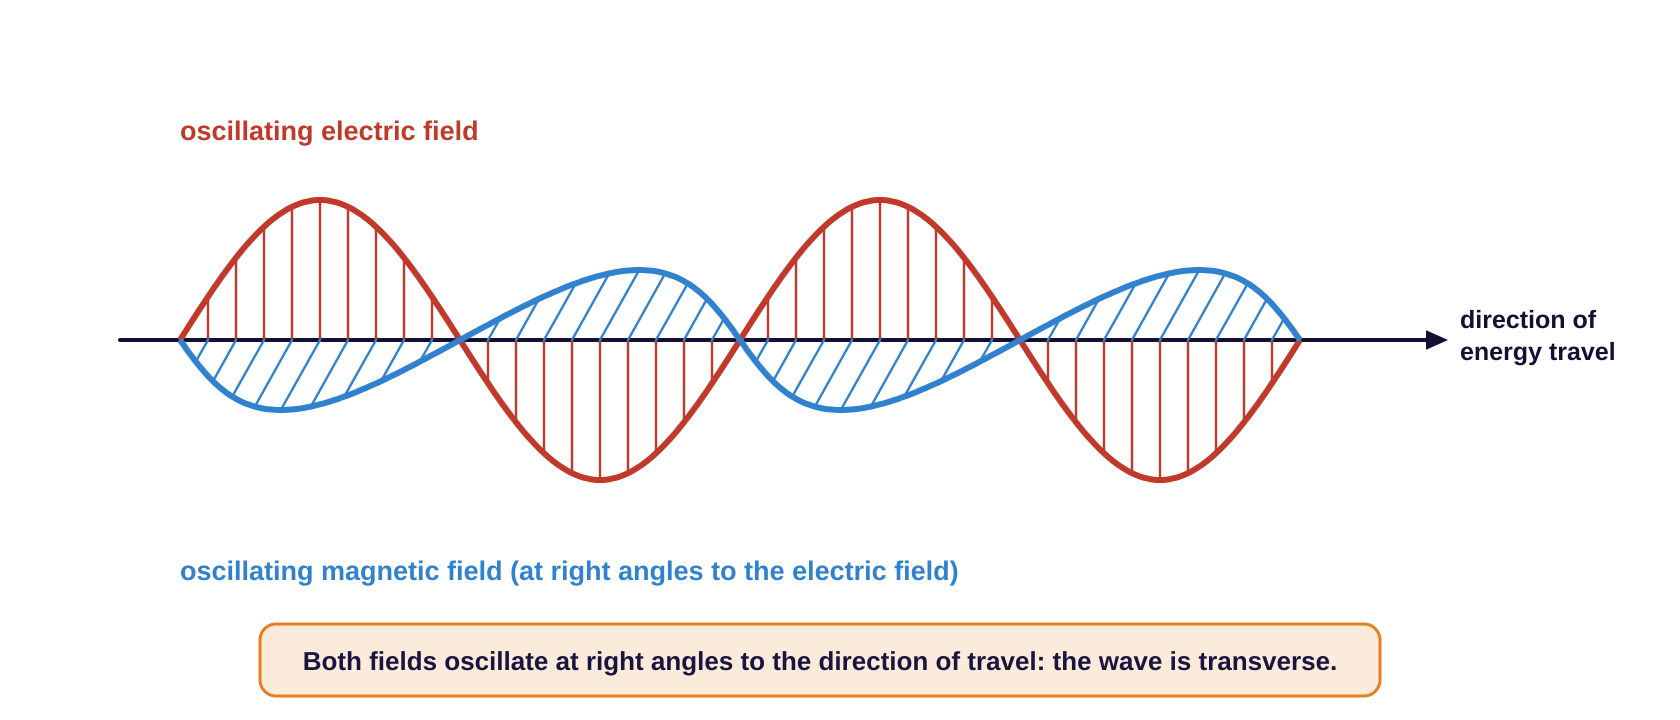 oscillating electric field
direction of
energy travel
oscillating magnetic field (at right angles to the electric field)
Both fields oscillate at right angles to the direction of travel: the wave is transverse.